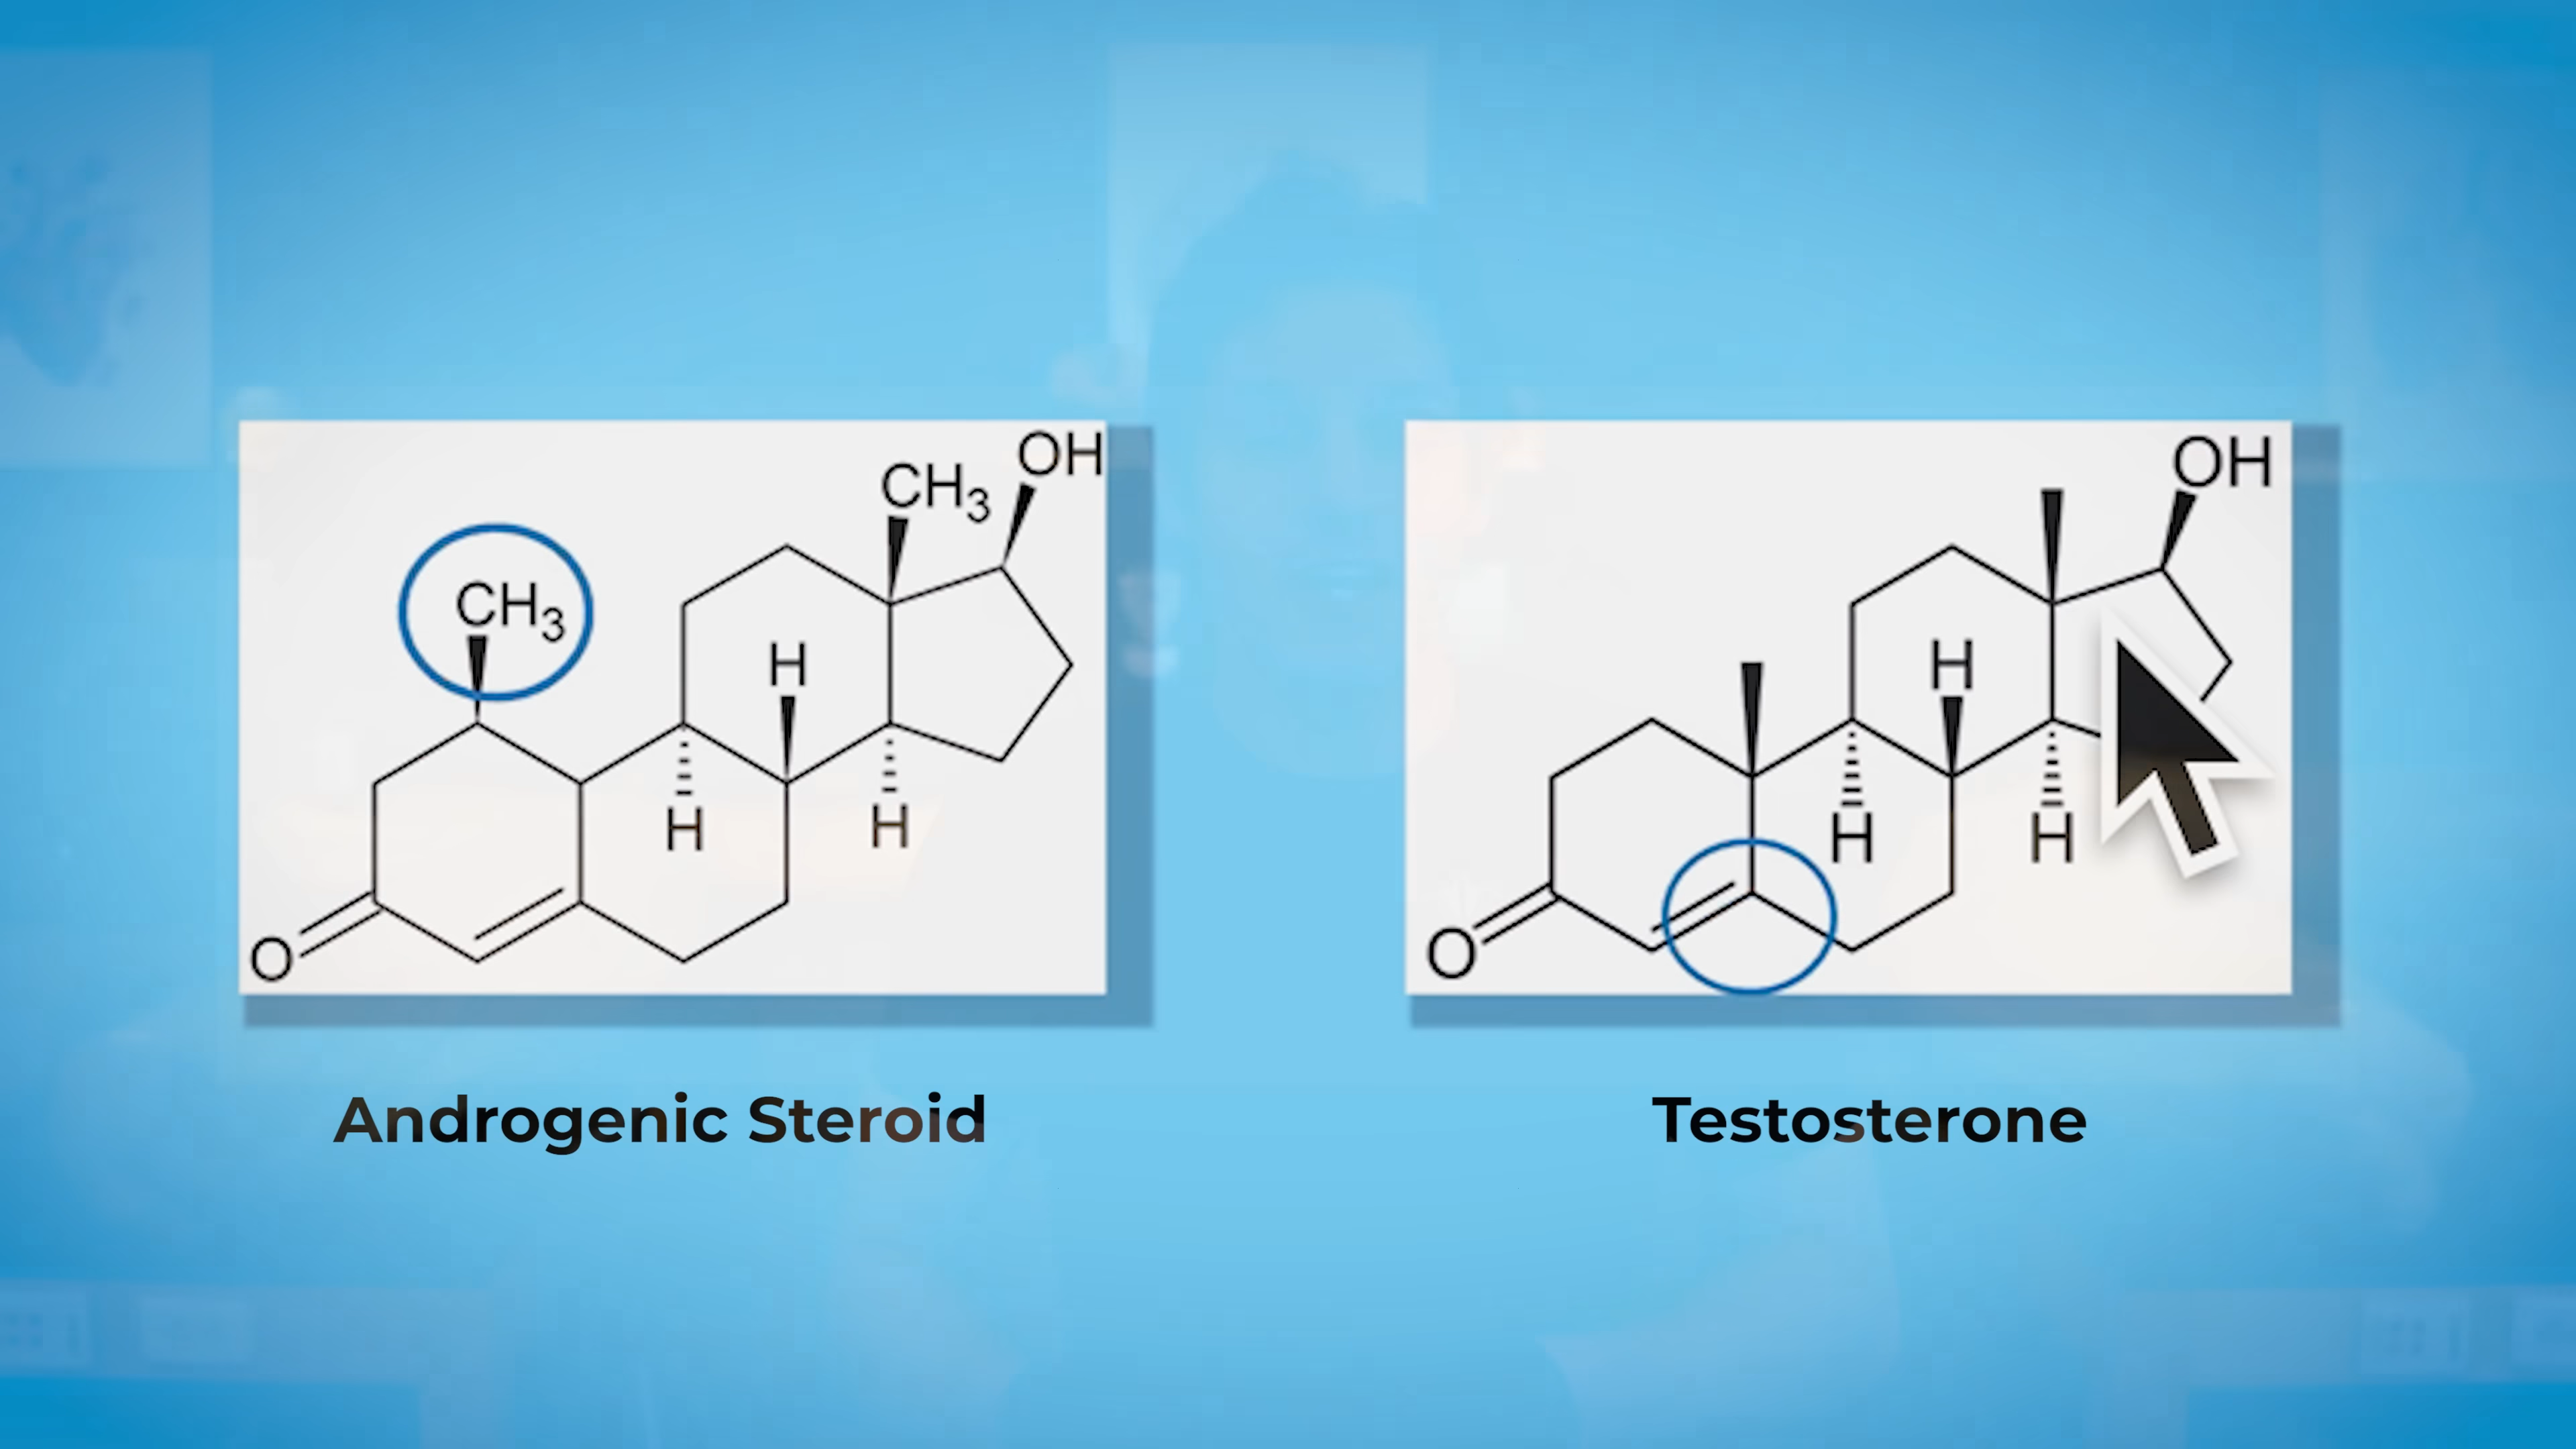 OH
CH3
CH3
H
H
H
O
Androgenic Steroid
OH
H
H
H
O
Testosterone